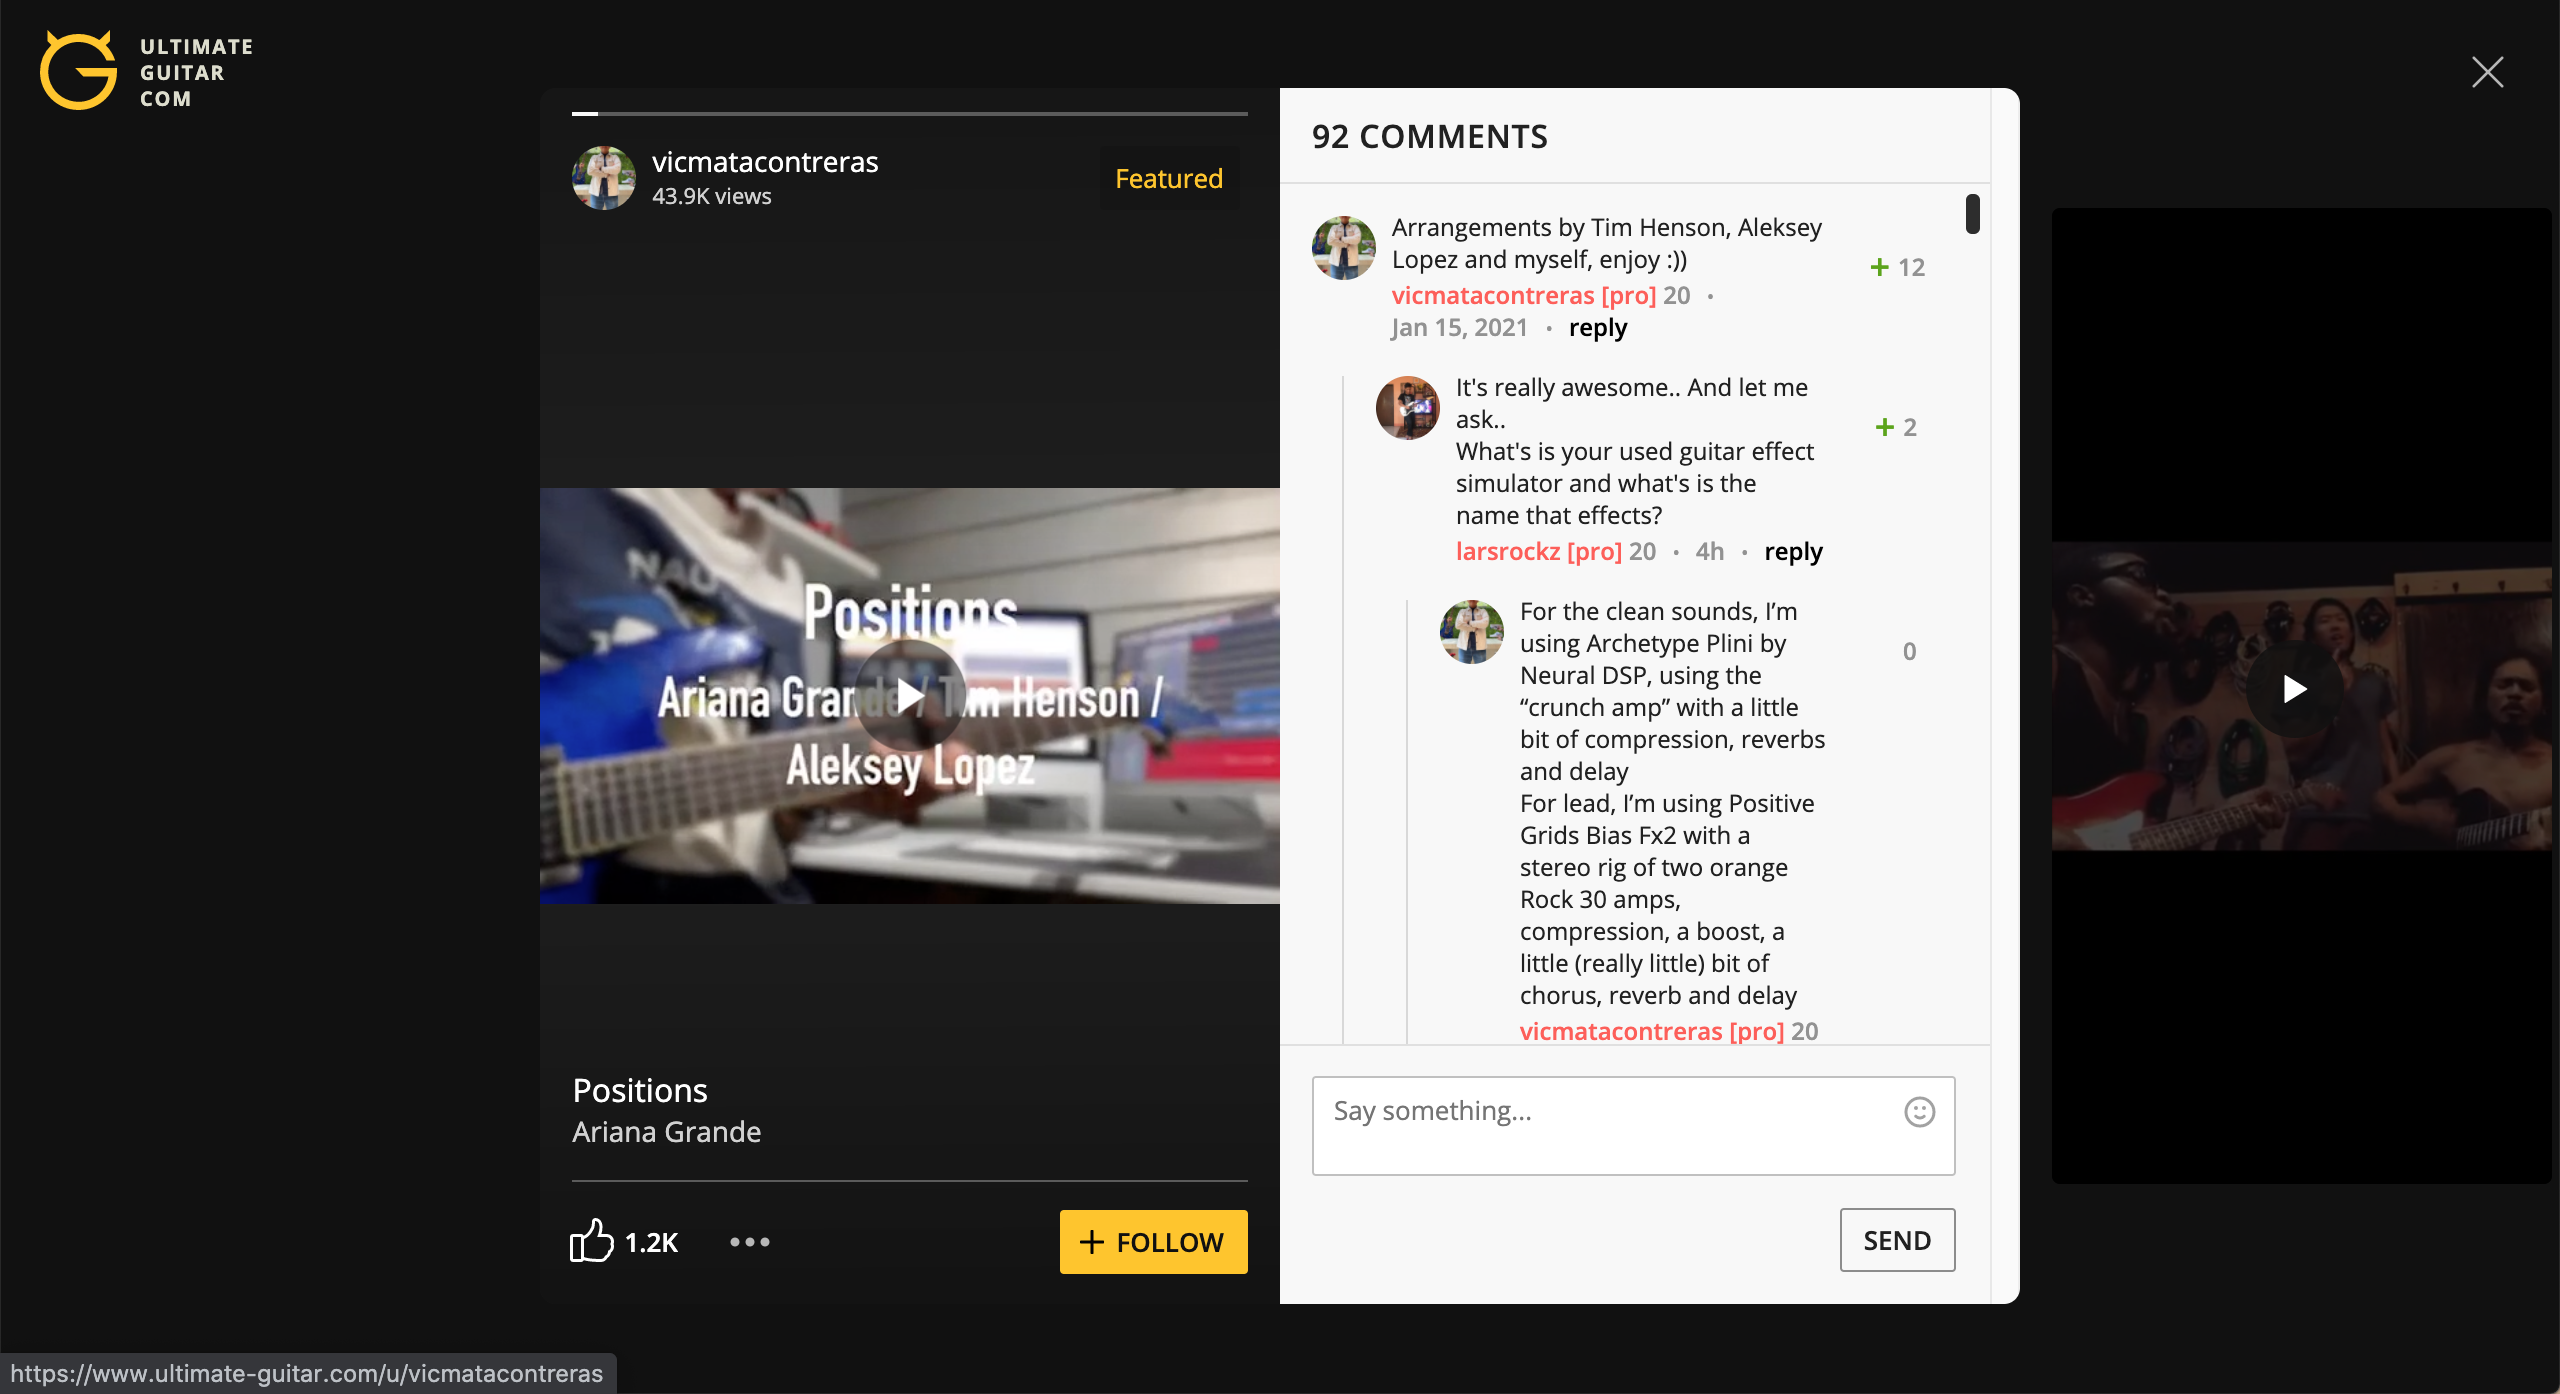 ULTIMATE
GUITAR
COM
vicmatacontreras
43.9K views
Featured
Positions
Ariana Grande / Tim Henson /
Aleksey Lopez
Positions
Ariana Grande
1.2K
+ FOLLOW
92 COMMENTS
Arrangements by Tim Henson, Aleksey
Lopez and myself, enjoy :))
+ 12
vicmatacontreras [pro] 20 •
Jan 15, 2021 • reply
It's really awesome.. And let me
ask..
+ 2
What's is your used guitar effect
simulator and what's is the
name that effects?
larsrockz [pro] 20 • 4h • reply
For the clean sounds, I’m
using Archetype Plini by
0
Neural DSP, using the
“crunch amp” with a little
bit of compression, reverbs
and delay
For lead, I’m using Positive
Grids Bias Fx2 with a
stereo rig of two orange
Rock 30 amps,
compression, a boost, a
little (really little) bit of
chorus, reverb and delay
vicmatacontreras [pro] 20
Say something...
SEND
https://www.ultimate-guitar.com/u/vicmatacontreras